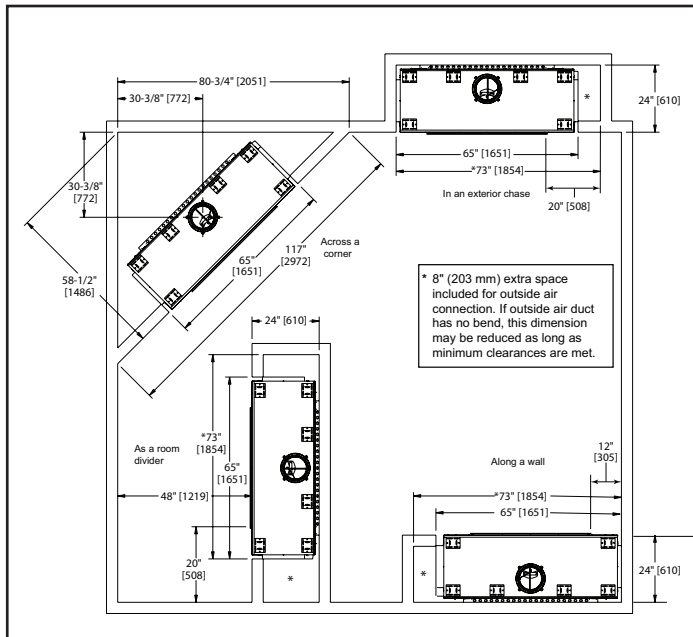 80-3/4" [2051]
30-3/8" [772]
30-3/8"
[772]
58-1/2"
[1486]
65"
[1651]
117"
[2972]
Across a
corner
24" [610]
65" [1651]
*73" [1854]
In an exterior chase
20" [508]
*
* 8" (203 mm) extra space
included for outside air
connection. If outside air duct
has no bend, this dimension
may be reduced as long as
minimum clearances are met.
24" [610]
*73"
[1854]
65"
[1651]
As a room
divider
48" [1219]
20"
[508]
*
Along a wall
12"
[305]
*73" [1854]
65" [1651]
24" [610]
*